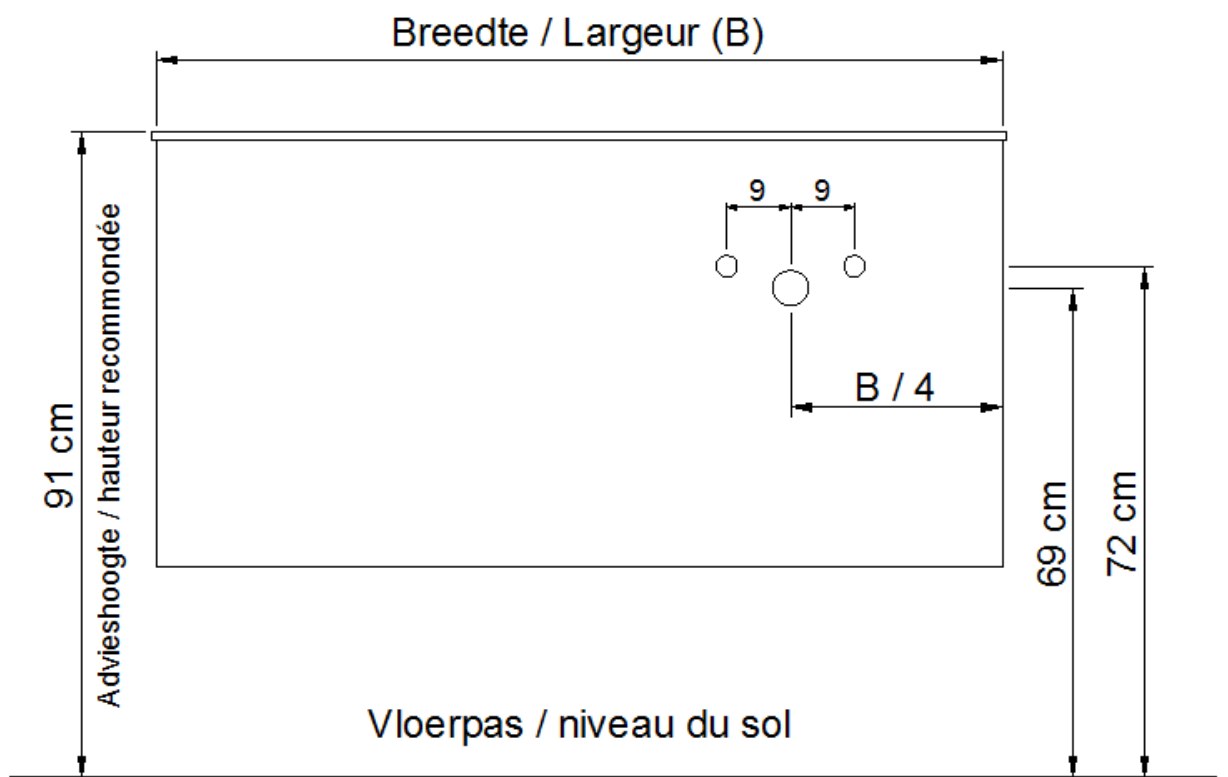 Breedte / Largeur (B)
9
9
B / 4
91 cm
Advieshoogte / hauteur recommondée
69 cm
72 cm
Vloerpas / niveau du sol